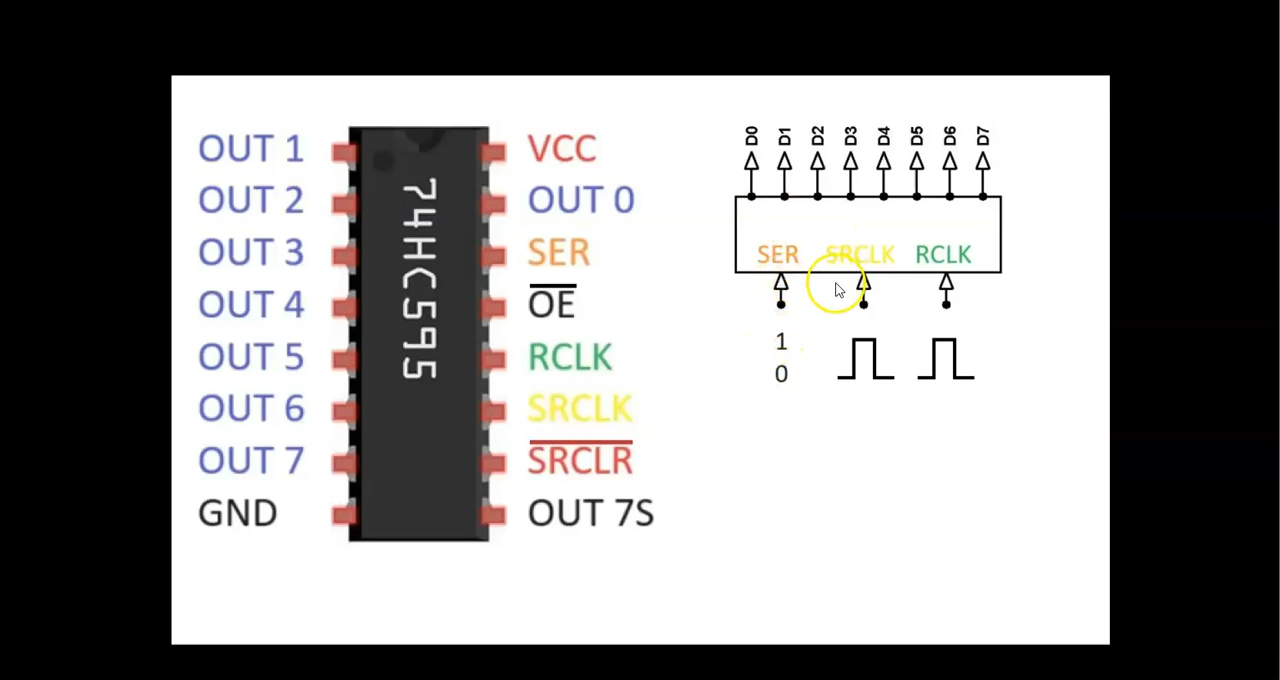 OUT 1
OUT 2
OUT 3
OUT 4
OUT 5
OUT 6
OUT 7
GND
74HC595
VCC
OUT 0
SER
OE
RCLK
SRCLK
SRCLR
OUT 7S
D0 D1 D2 D3 D4 D5 D6 D7
SER SRCLK RCLK
1
0